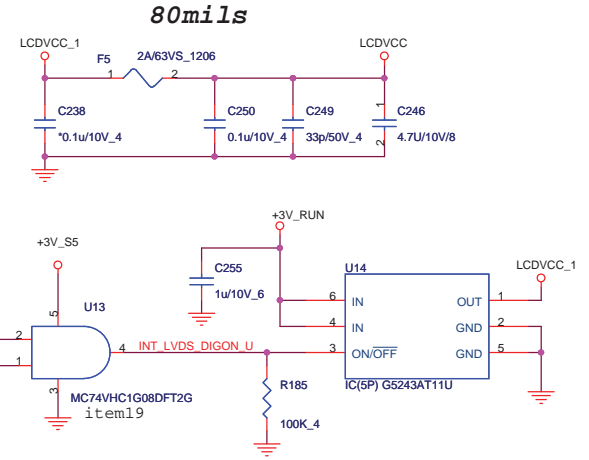 80mils
LCDVCC_1
LCDVCC
F5
2A/63VS_1206
1
2
C238
*0.1u/10V_4
C250
0.1u/10V_4
C249
33p/50V_4
1
C246
4.7U/10V/8
2
+3V_RUN
+3V_S5
C255
1u/10V_6
U14
LCDVCC_1
5
U13
6
IN
OUT
1
2
4
IN
GND
2
1
4
INT_LVDS_DIGON_U
3
ON/OFF
GND
5
3
MC74VHC1G08DFT2G
item19
R185
100K_4
IC(5P) G5243AT11U